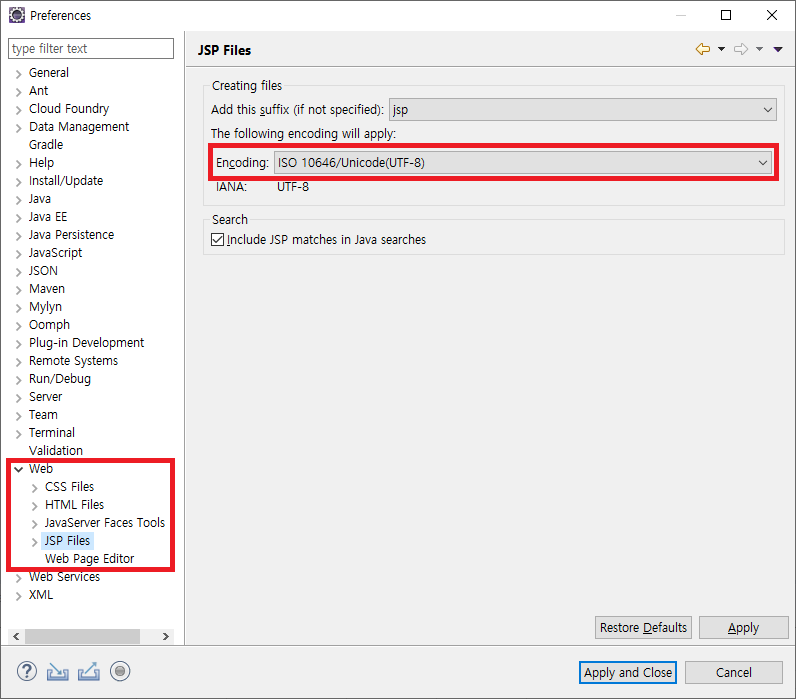 Preferences
type filter text
General
Ant
Cloud Foundry
Data Management
Gradle
Help
Install/Update
Java
Java EE
Java Persistence
JavaScript
JSON
Maven
Mylyn
Oomph
Plug-in Development
Remote Systems
Run/Debug
Server
Team
Terminal
Validation
Web
CSS Files
HTML Files
JavaServer Faces Tools
JSP Files
Web Page Editor
Web Services
XML
JSP Files
Creating files
Add this suffix (if not specified): jsp
The following encoding will apply:
Encoding: ISO 10646/Unicode(UTF-8)
IANA: UTF-8
Search
Include JSP matches in Java searches
Restore Defaults Apply
? Apply and Close Cancel